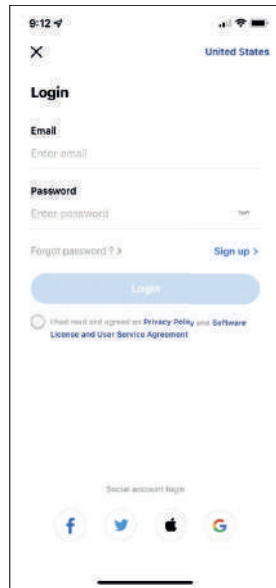 9:12
United States
Login
Email
Enter email
Password
Enter password
Forgot password ? >
Sign up >
Login
I had read and agreed on Privacy Policy and Software
License and User Service Agreement
Social account login